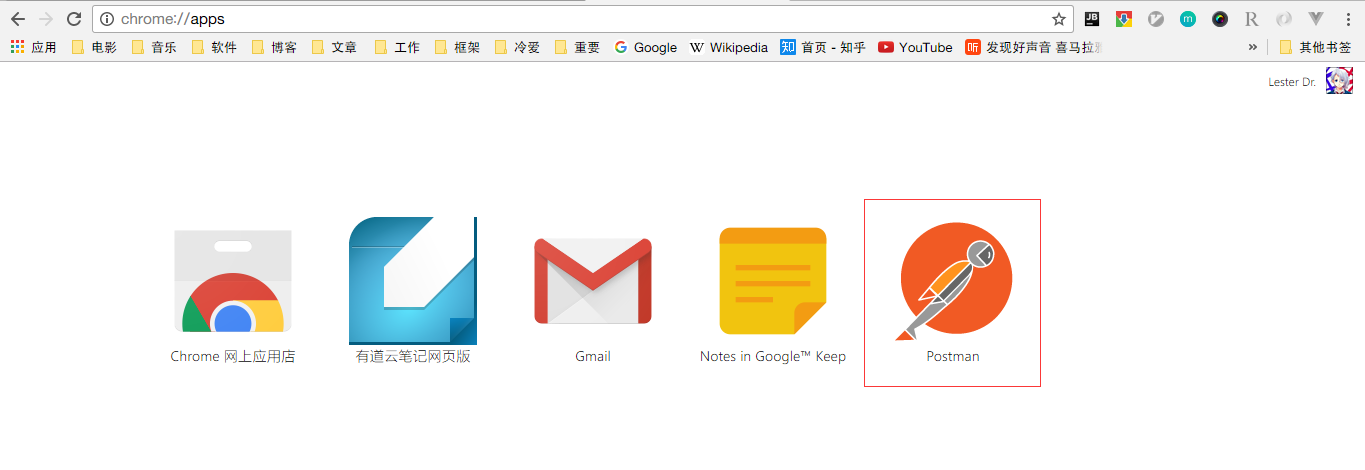 chrome://apps
JB
m
R
应用 电影 音乐 软件 博客 文章 工作 框架 冷爱 重要 Google Wikipedia 知 首页 - 知乎 YouTube 听 发现好声音 喜马拉雅 » 其他书签
Lester Dr.
Chrome 网上应用店 有道云笔记网页版 Gmail Notes in Google™ Keep Postman